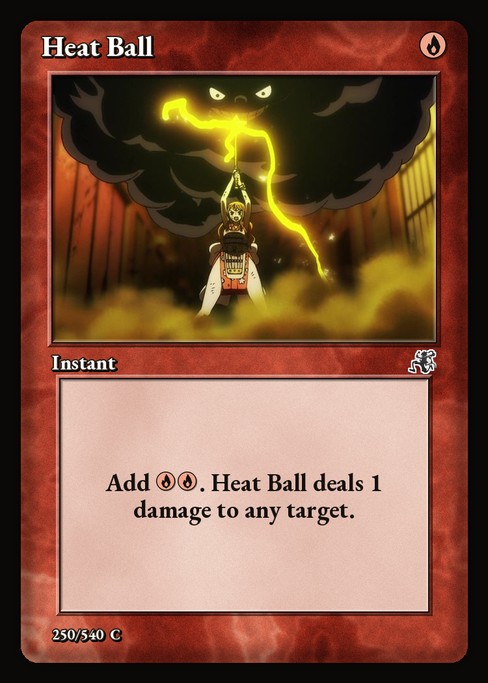 Heat Ball
Instant
Add . Heat Ball deals 1
damage to any target.
250/540 C